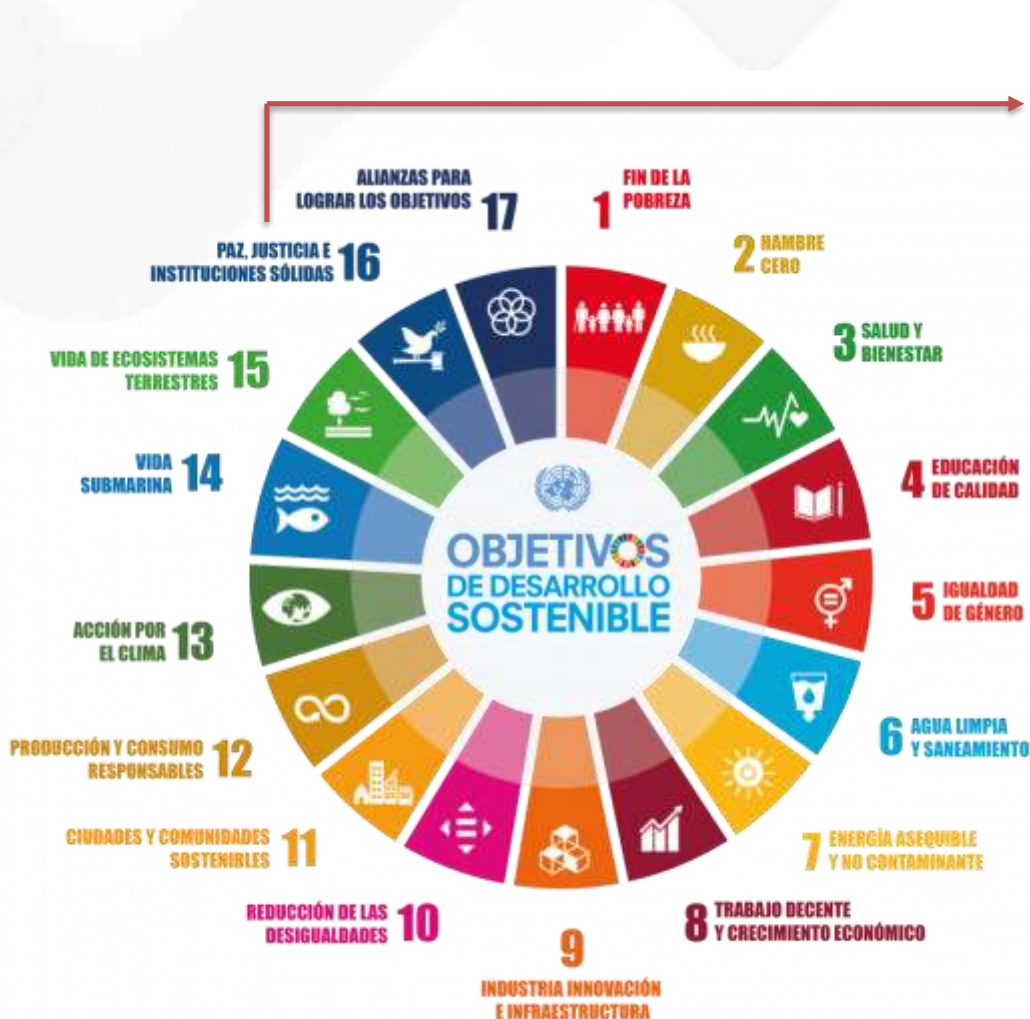 ALIANZAS PARA
LOGRAR LOS OBJETIVOS 17
1 FIN DE LA
POBREZA
2 HAMBRE
CERO
3 SALUD Y
BIENESTAR
4 EDUCACIÓN
DE CALIDAD
5 IGUALDAD
DE GÉNERO
6 AGUA LIMPIA
Y SANEAMIENTO
7 ENERGÍA ASEQUIBLE
Y NO CONTAMINANTE
8 TRABAJO DECENTE
Y CRECIMIENTO ECONÓMICO
9
INDUSTRIA INNOVACIÓN
E INFRAESTRUCTURA
REDUCCIÓN DE LAS
DESIGUALDADES 10
CIUDADES Y COMUNIDADES
SOSTENIBLES 11
PRODUCCIÓN Y CONSUMO
RESPONSABLES 12
ACCIÓN POR
EL CLIMA 13
VIDA
SUBMARINA 14
VIDA DE ECOSISTEMAS
TERRESTRES 15
PAZ, JUSTICIA E
INSTITUCIONES SÓLIDAS 16
OBJETIVOS
DE DESARROLLO
SOSTENIBLE